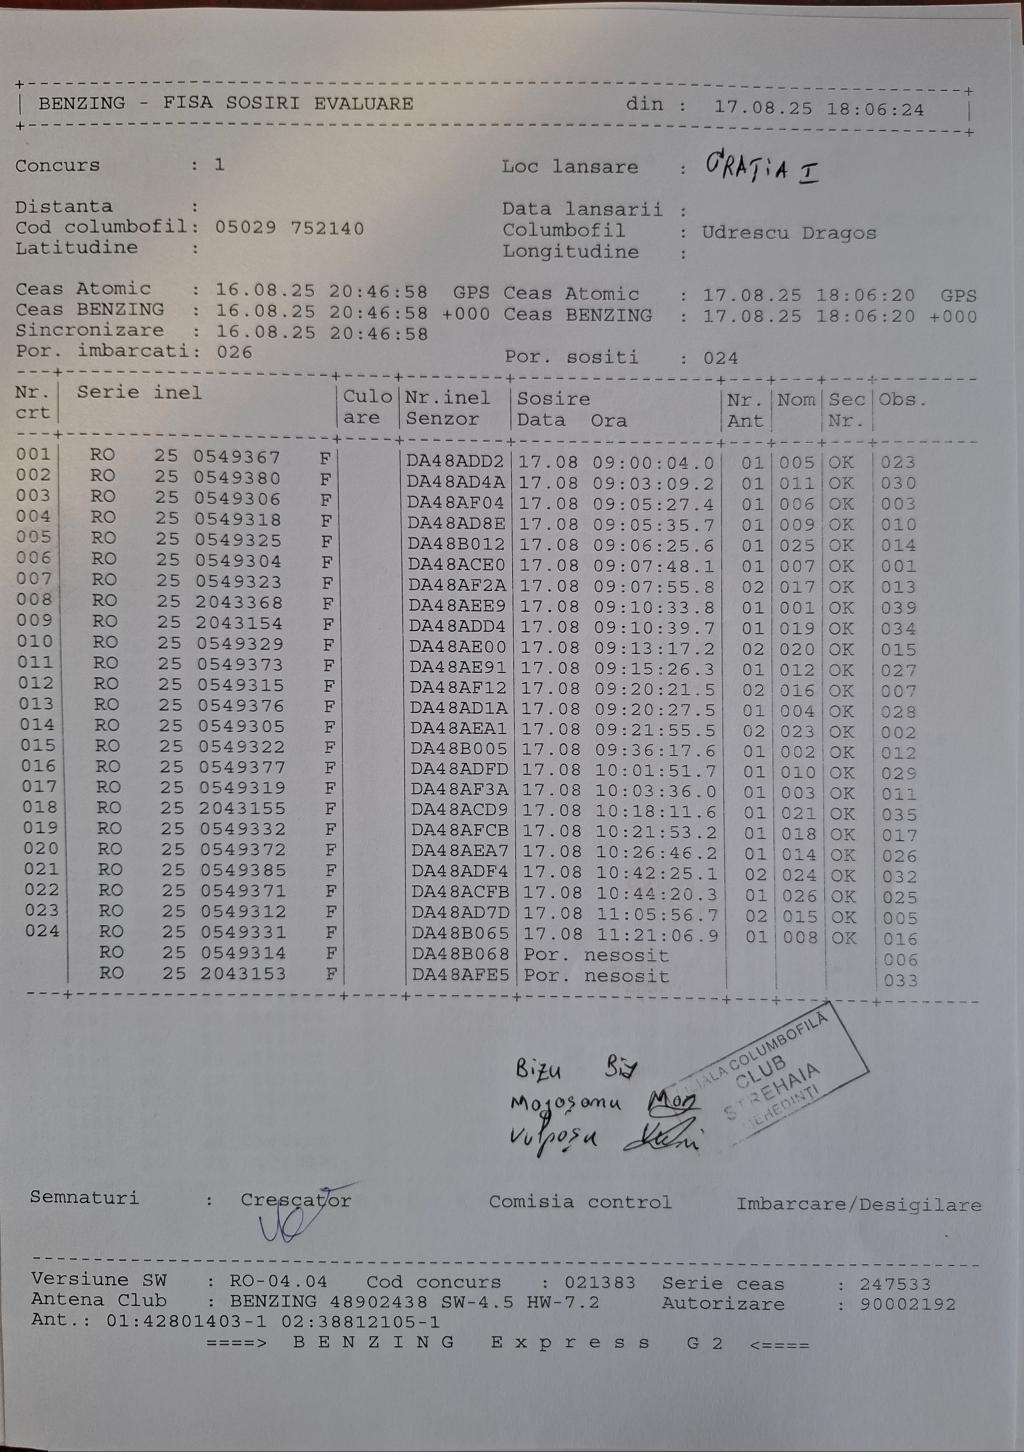 BENZING - FISA SOSIRI EVALUARE din : 17.08.25 18:06:24
Concurs : 1 Loc lansare : GRAȚIA I
Distanta : Data lansarii :
Cod columbofil: 05029 752140 Columbofil : Udrescu Dragos
Latitudine : Longitudine :
Ceas Atomic : 16.08.25 20:46:58 GPS Ceas Atomic : 17.08.25 18:06:20 GPS
Ceas BENZING : 16.08.25 20:46:58 +000 Ceas BENZING : 17.08.25 18:06:20 +000
Sincronizare : 16.08.25 20:46:58
Por. imbarcati: 026 Por. sositi : 024
Nr. Serie inel Culo Nr.inel Sosire Nr. Nom Sec Obs.
crt are Senzor Data Ora Ant Nr.
001 RO 25 0549367 F DA48ADD2 17.08 09:00:04.0 01 005 OK 023
002 RO 25 0549380 F DA48AD4A 17.08 09:03:09.2 01 011 OK 030
003 RO 25 0549306 F DA48AF04 17.08 09:05:27.4 01 006 OK 003
004 RO 25 0549318 F DA48AD8E 17.08 09:05:35.7 01 009 OK 010
005 RO 25 0549325 F DA48B012 17.08 09:06:25.6 01 025 OK 014
006 RO 25 0549304 F DA48ACE0 17.08 09:07:48.1 01 007 OK 001
007 RO 25 0549323 F DA48AF2A 17.08 09:07:55.8 02 017 OK 013
008 RO 25 2043368 F DA48AEE9 17.08 09:10:33.8 01 001 OK 039
009 RO 25 2043154 F DA48ADD4 17.08 09:10:39.7 01 019 OK 034
010 RO 25 0549329 F DA48AE00 17.08 09:13:17.2 02 020 OK 015
011 RO 25 0549373 F DA48AE91 17.08 09:15:26.3 01 012 OK 027
012 RO 25 0549315 F DA48AF12 17.08 09:20:21.5 02 016 OK 007
013 RO 25 0549376 F DA48AD1A 17.08 09:20:27.5 01 004 OK 028
014 RO 25 0549305 F DA48AEA1 17.08 09:21:55.5 02 023 OK 002
015 RO 25 0549322 F DA48B005 17.08 09:36:17.6 01 002 OK 012
016 RO 25 0549377 F DA48ADFD 17.08 10:01:51.7 01 010 OK 029
017 RO 25 0549319 F DA48AF3A 17.08 10:03:36.0 01 003 OK 011
018 RO 25 2043155 F DA48ACD9 17.08 10:18:11.6 01 021 OK 035
019 RO 25 0549332 F DA48AFCB 17.08 10:21:53.2 01 018 OK 017
020 RO 25 0549372 F DA48AEA7 17.08 10:26:46.2 01 014 OK 026
021 RO 25 0549385 F DA48ADF4 17.08 10:42:25.1 02 024 OK 032
022 RO 25 0549371 F DA48ACFB 17.08 10:44:20.3 01 026 OK 025
023 RO 25 0549312 F DA48AD7D 17.08 11:05:56.7 02 015 OK 005
024 RO 25 0549331 F DA48B065 17.08 11:21:06.9 01 008 OK 016
RO 25 0549314 F DA48B068 Por. nesosit 006
RO 25 2043153 F DA48AFE5 Por. nesosit 033
COLUMBOFILĂ
CLUB
STREHAIA
MEHEDINȚI
Bizu
Mogoșanu
Vulpoșu
Semnaturi : Crescator Comisia control Imbarcare/Desigilare
Versiune SW : RO-04.04 Cod concurs : 021383 Serie ceas : 247533
Antena Club : BENZING 48902438 SW-4.5 HW-7.2 Autorizare : 90002192
Ant.: 01:42801403-1 02:38812105-1
====> B E N Z I N G E x p r e s s G 2 <====